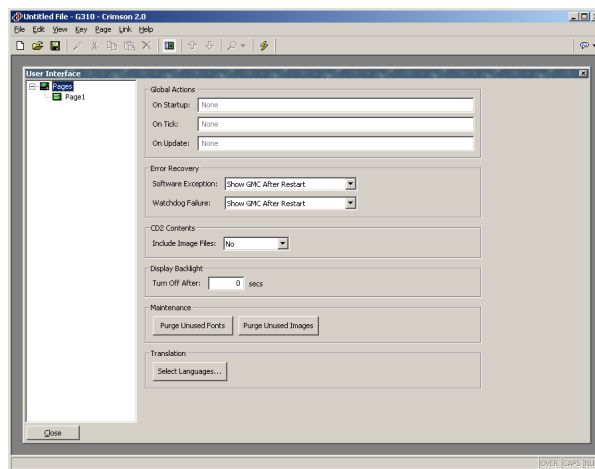 Untitled File - G310 - Crimson 2.0
File Edit View Key Page Link Help
User Interface
Pages
Page1
Global Actions
On Startup: None
On Tick: None
On Update: None
Error Recovery
Software Exception: Show GMC After Restart
Watchdog Failure: Show GMC After Restart
CD2 Contents
Include Image Files: No
Display Backlight
Turn Off After: 0 secs
Maintenance
Purge Unused Fonts Purge Unused Images
Translation
Select Languages...
Close
OVER CAPS NU